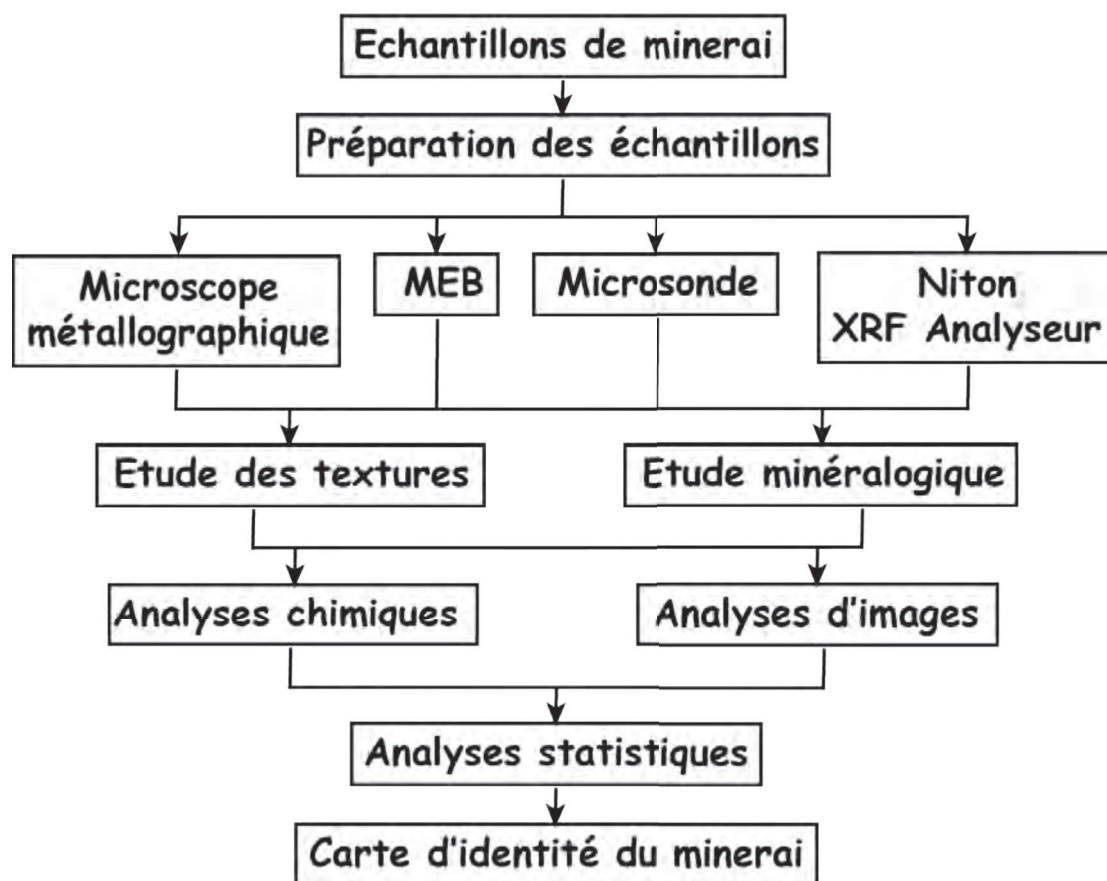 Echantillons de minerai
Préparation des échantillons
Microscope
métallographique
MEB
Microsonde
Niton
XRF Analyseur
Etude des textures
Etude minéralogique
Analyses chimiques
Analyses d'images
Analyses statistiques
Carte d'identité du minerai